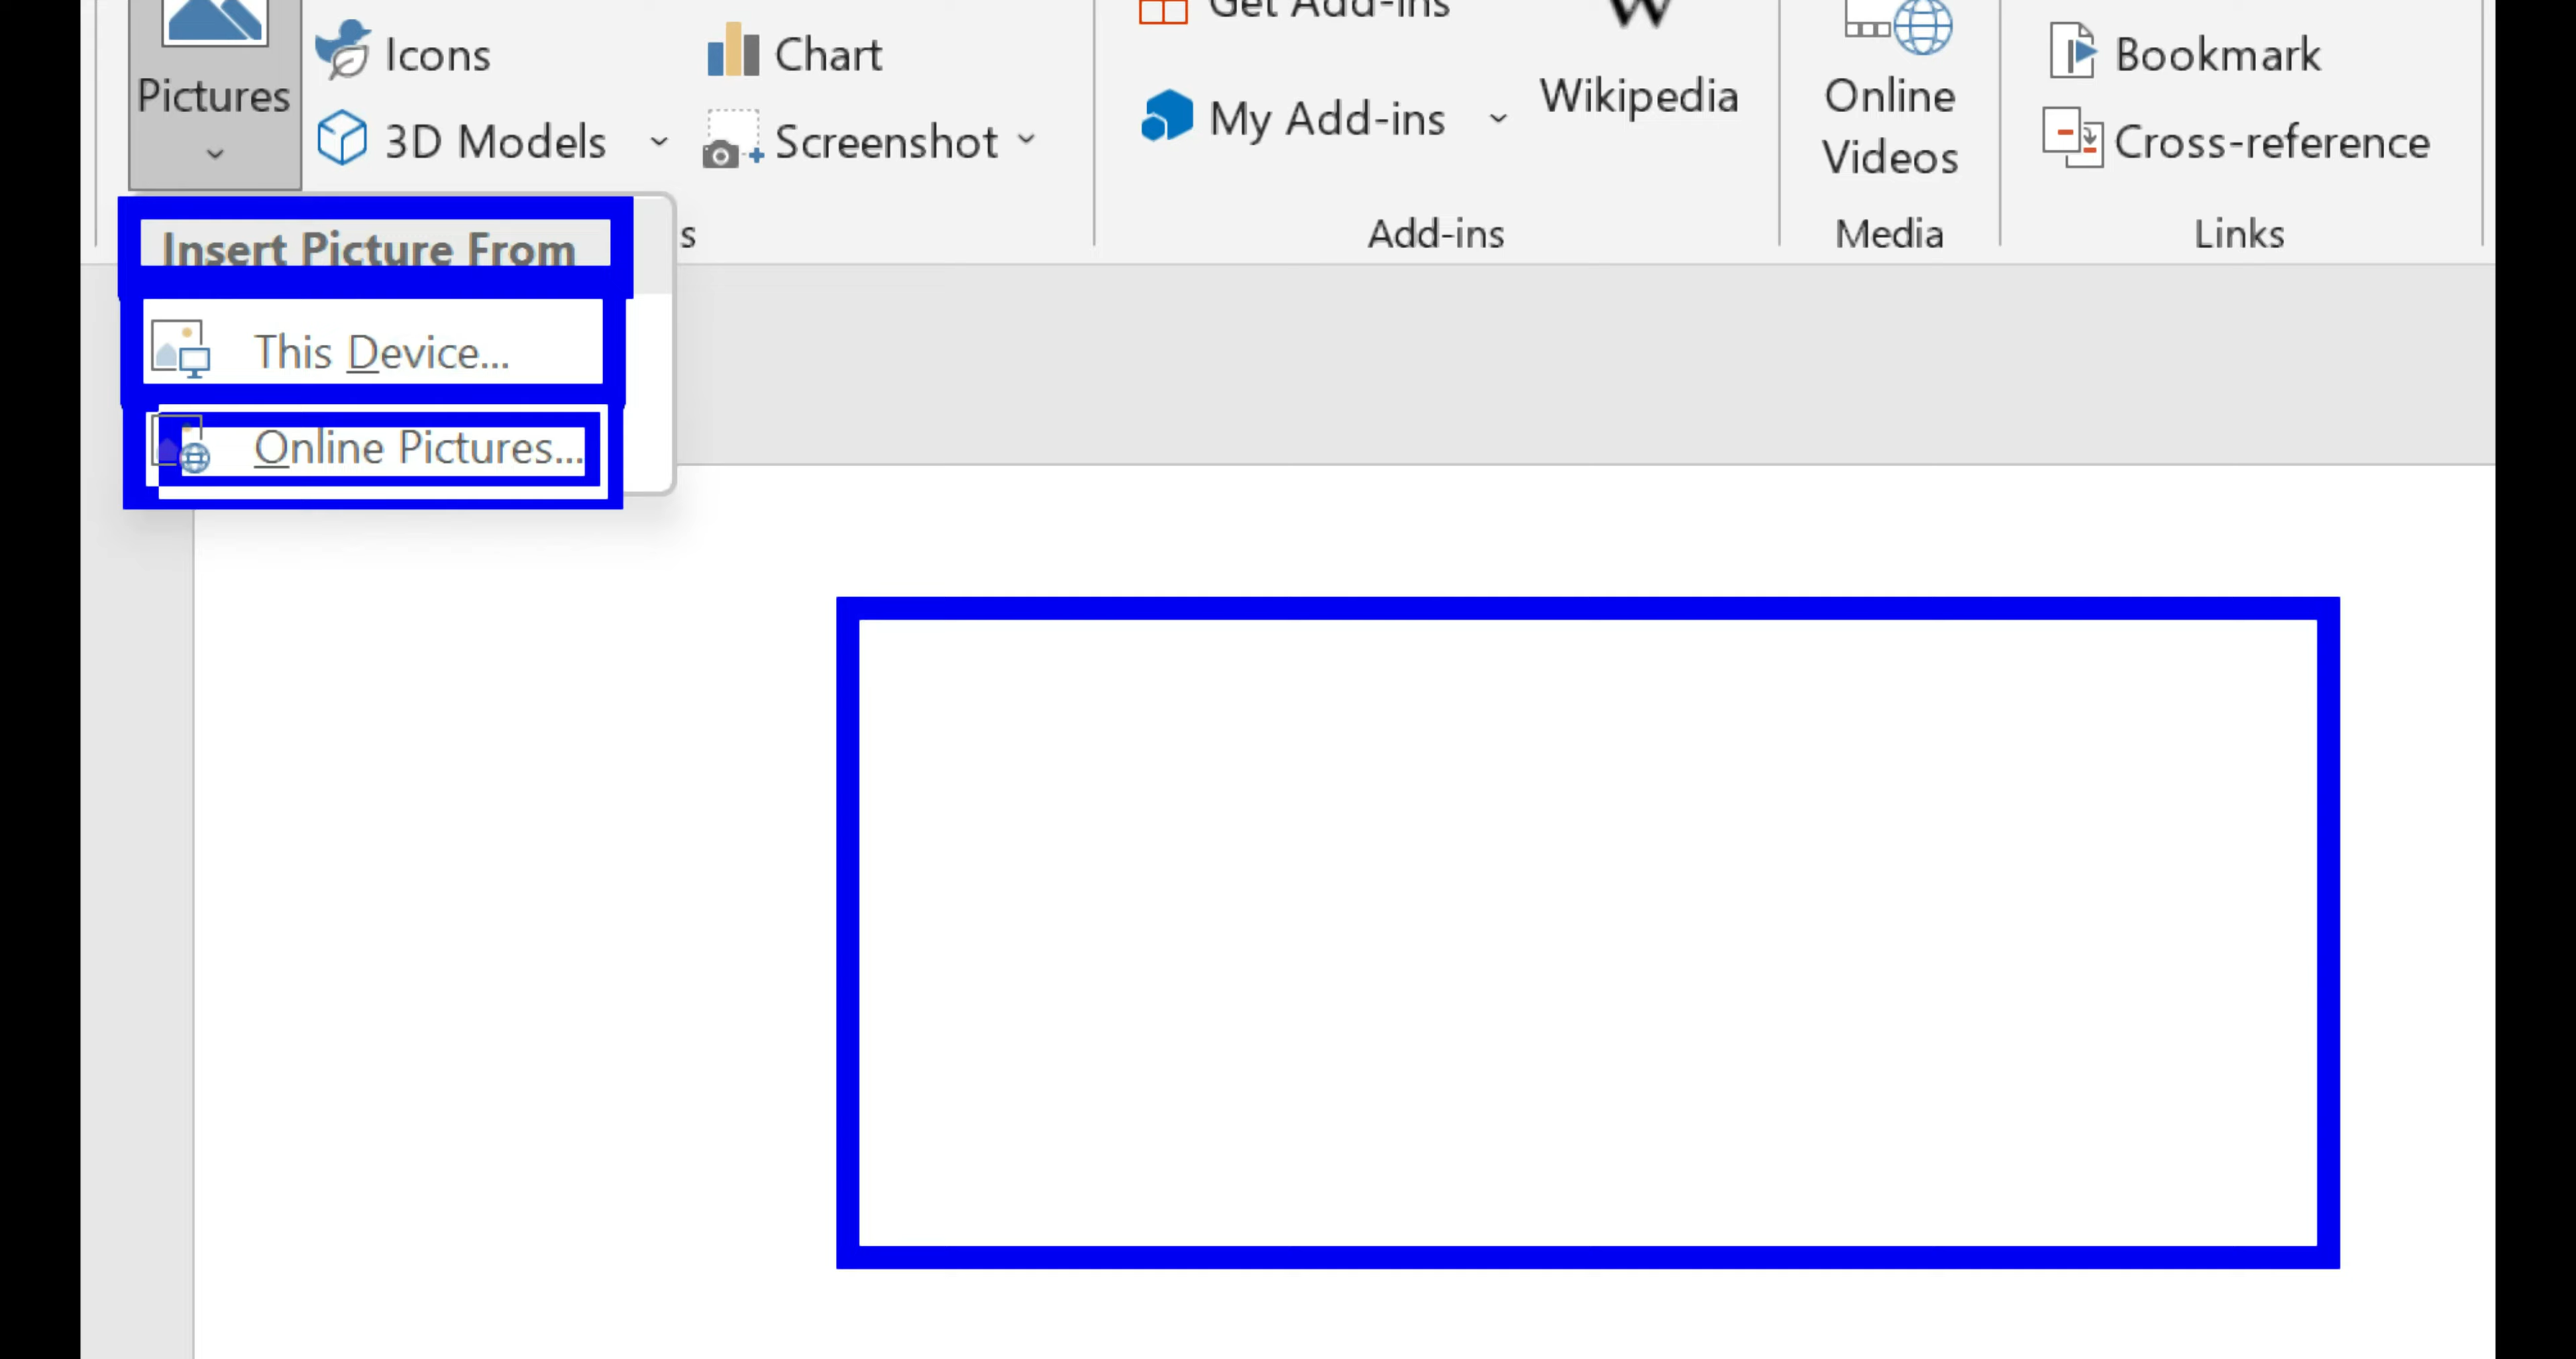 Get Add-ins
Icons
Chart
Bookmark
Pictures
My Add-ins
Wikipedia
Online
Videos
3D Models
Screenshot
Cross-reference
s
Add-ins
Media
Links
Insert Picture From
This Device...
Online Pictures...